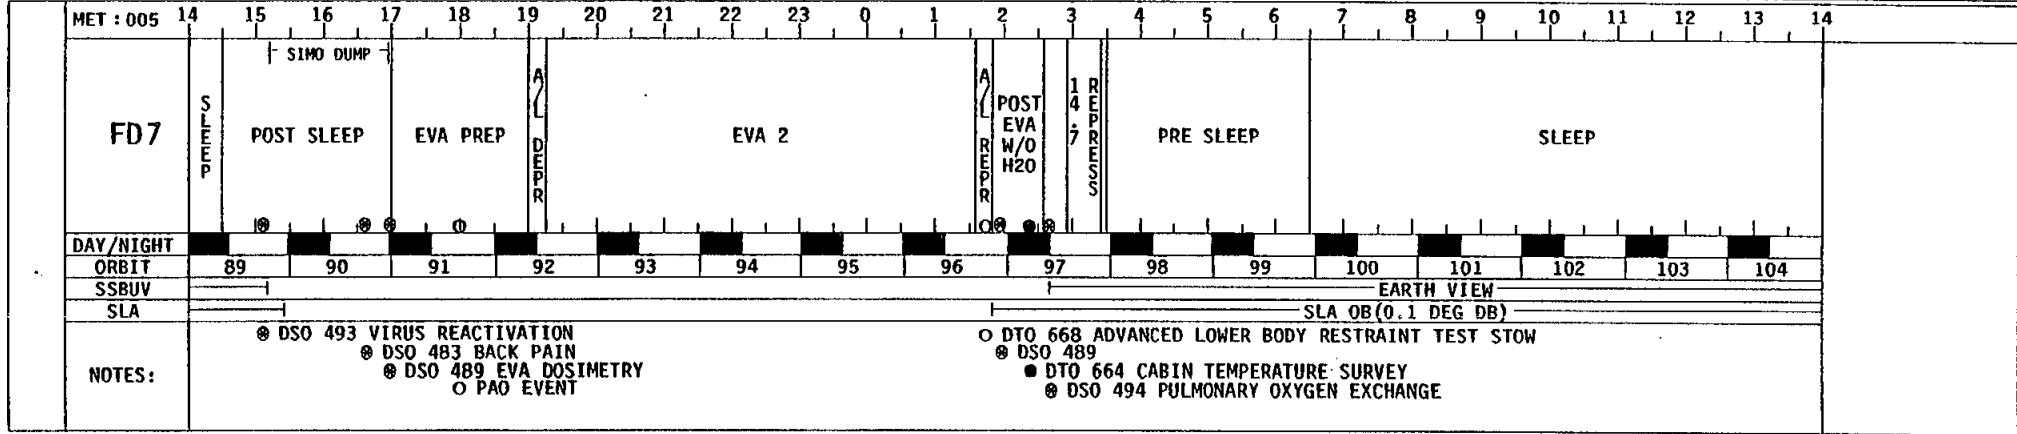 MET : 005 14 15 16 17 18 19 20 21 22 23 0 1 2 3 4 5 6 7 8 9 10 11 12 13 14
SIMO DUMP
FD7
SLEEP
POST SLEEP
EVA PREP
A/L DEPR
EVA 2
A/L REPR
POST
EVA
W/O
H2O
14.7
REPRESS
PRE SLEEP
SLEEP
DAY/NIGHT
ORBIT 89 90 91 92 93 94 95 96 97 98 99 100 101 102 103 104
SSBUV EARTH VIEW
SLA SLA OB(0.1 DEG DB)
NOTES:
DSO 493 VIRUS REACTIVATION
DSO 483 BACK PAIN
DSO 489 EVA DOSIMETRY
PAO EVENT
DTO 668 ADVANCED LOWER BODY RESTRAINT TEST STOW
DSO 489
DTO 664 CABIN TEMPERATURE SURVEY
DSO 494 PULMONARY OXYGEN EXCHANGE